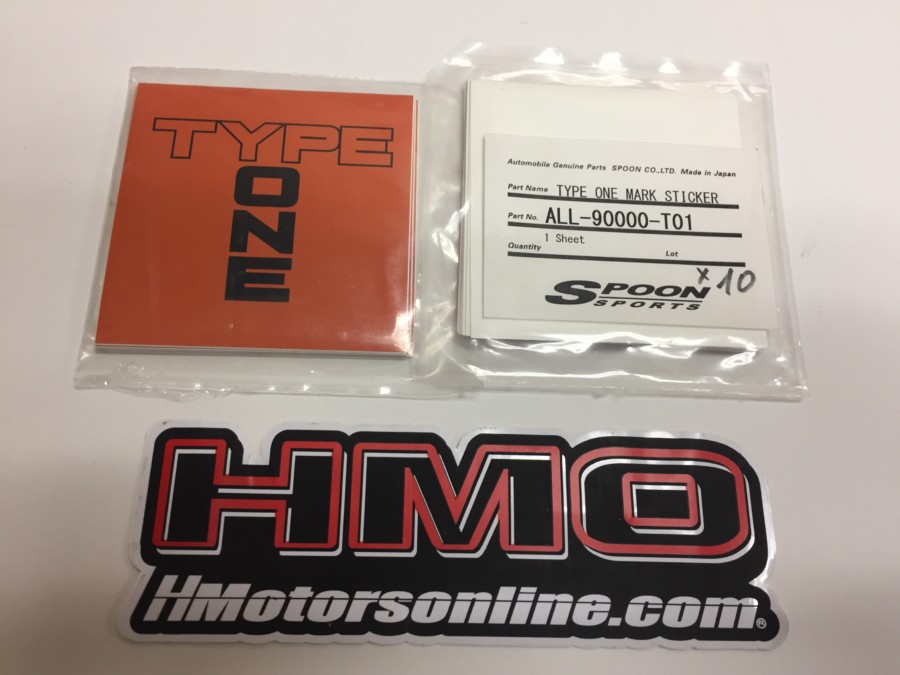 TYPE
ONE
Automobile Genuine Parts SPOON CO.,LTD. Made in Japan
Part Name TYPE ONE MARK STICKER
Part No. ALL-90000-T01
1 Sheet
Quantity Lot
x10
SPOON
SPORTS
HMO
HMotorsonline.com®